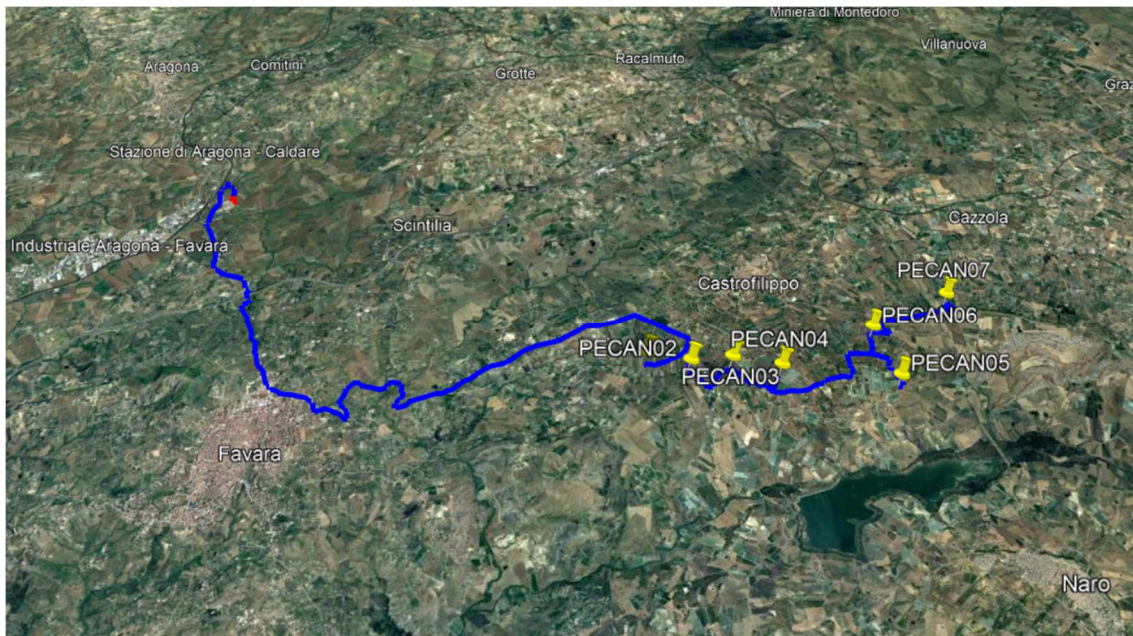 Miniera di Montedoro
Villanuova
Aragona
Comitini
Grotte
Racalmuto
Graz
Stazione di Aragona - Caldare
Scintilia
Cazzola
Industriale Aragona - Favara
Castrofilippo
PECAN07
PECAN06
PECAN02
PECAN04
PECAN03
PECAN05
Favara
Naro